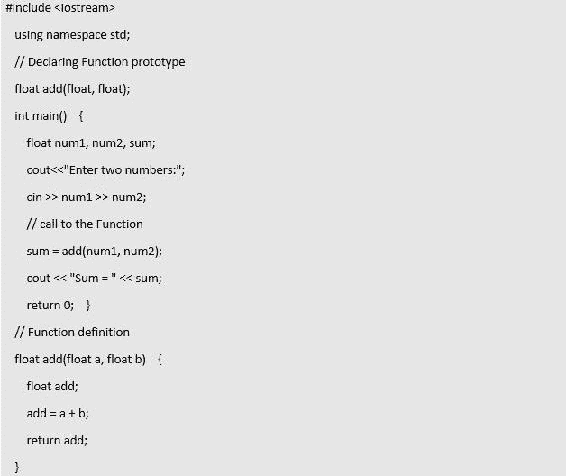 #include <iostream>
using namespace std;
// Declaring Function prototype
float add(float, float);
int main() {
float num1, num2, sum;
cout<<"Enter two numbers:";
cin >> num1 >> num2;
// call to the Function
sum = add(num1, num2);
cout << "Sum = " << sum;
return 0; }
// Function definition
float add(float a, float b) {
float add;
add = a + b;
return add;
}